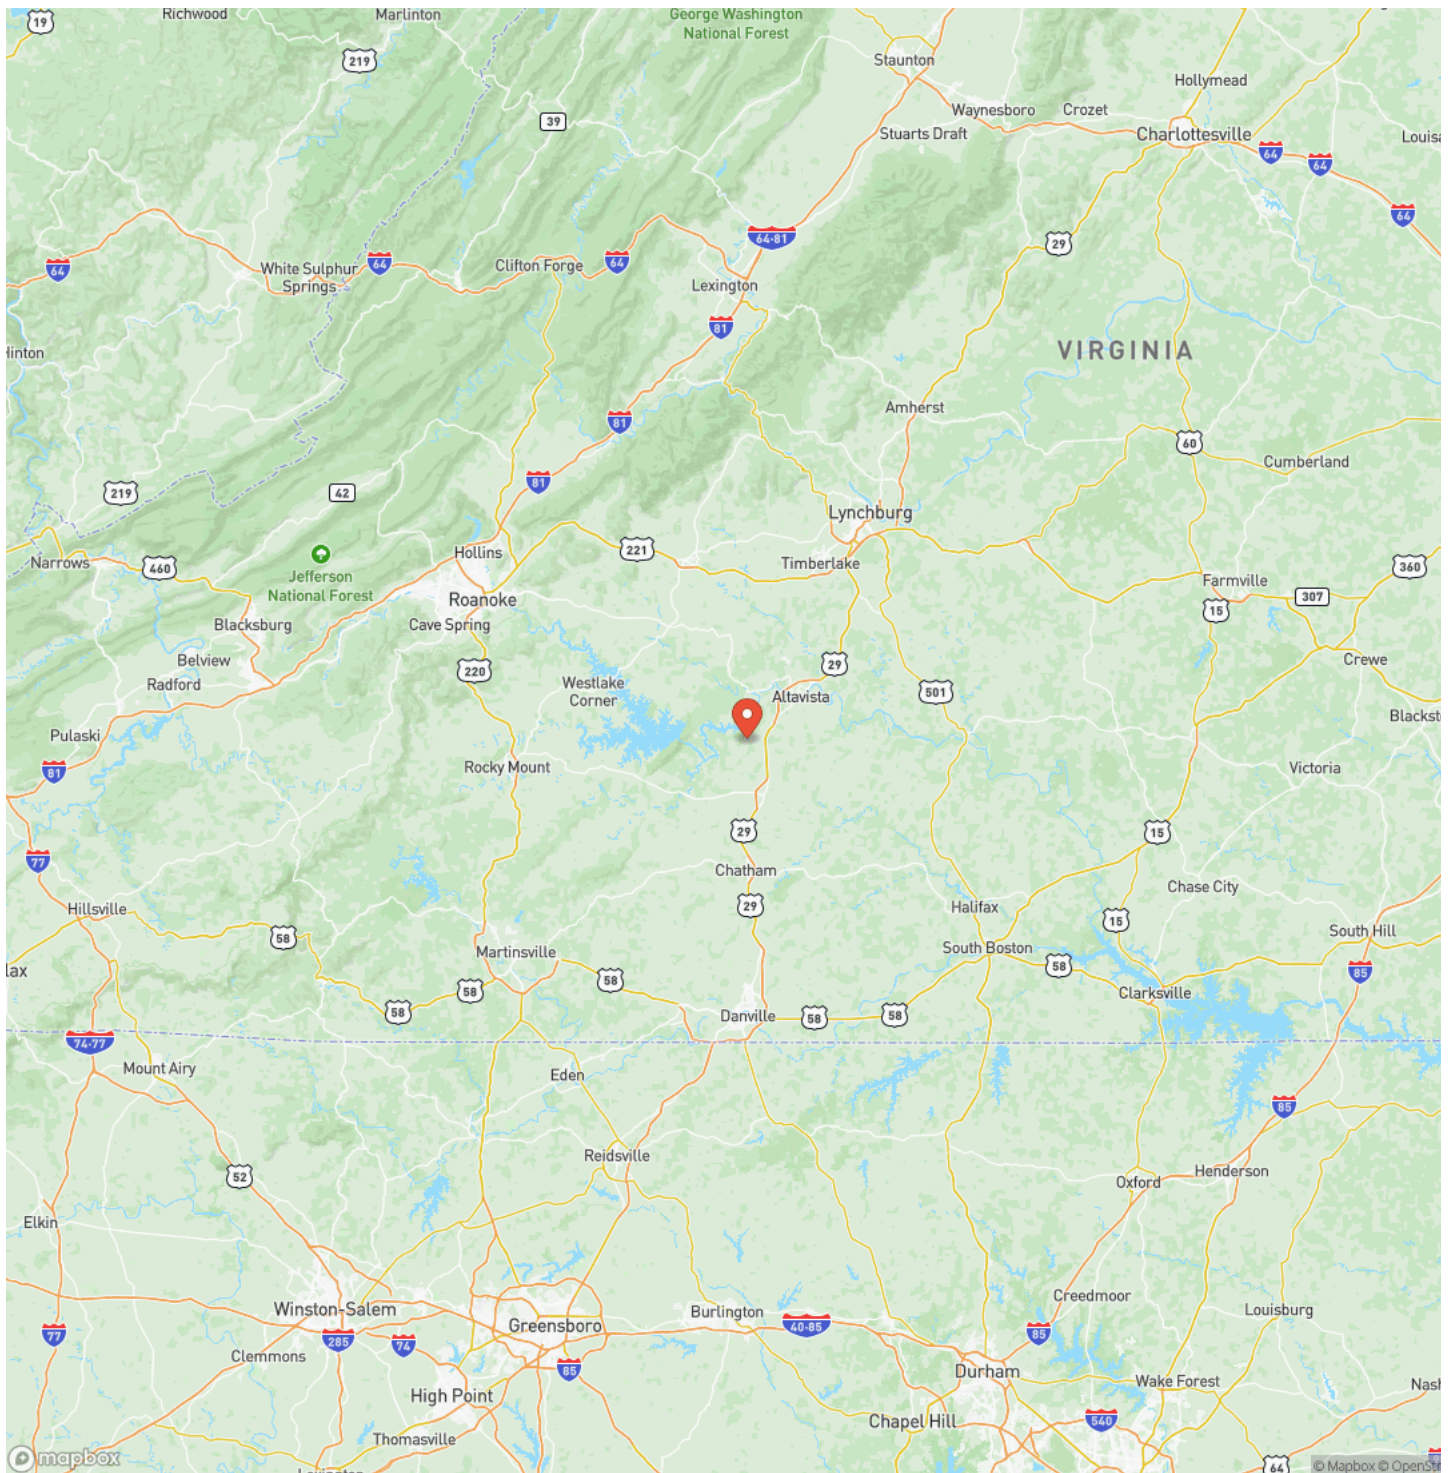 19
Richwood
Marlinton
George Washington
National Forest
219
Staunton
Hollymead
39
Waynesboro
Crozet
Stuarts Draft
Charlottesville
64
64
64
64-81
29
64
White Sulphur
Springs
64
Clifton Forge
64
Lexington
81
Hinton
VIRGINIA
81
Amherst
60
Cumberland
219
42
81
Lynchburg
Narrows
460
Jefferson
National Forest
Hollins
221
Timberlake
360
Farmville
307
15
Roanoke
Cave Spring
Blacksburg
Belview
Radford
220
Westlake
Corner
29
Altavista
501
Crewe
Pulaski
81
Rocky Mount
Victoria
29
15
77
Chatham
Chase City
Hillsville
29
Halifax
15
58
South Boston
South Hill
Martinsville
58
85
lax
58
58
58
Clarksville
58
58
Danville
74-77
Mount Airy
Eden
85
Reidsville
52
Oxford
Henderson
Elkin
Winston-Salem
Greensboro
Burlington
40-85
Creedmoor
Louisburg
77
285
74
85
Clemmons
85
Durham
Wake Forest
High Point
Chapel Hill
540
Thomasville
Lexington
64
mapbox
© Mapbox © OpenStr